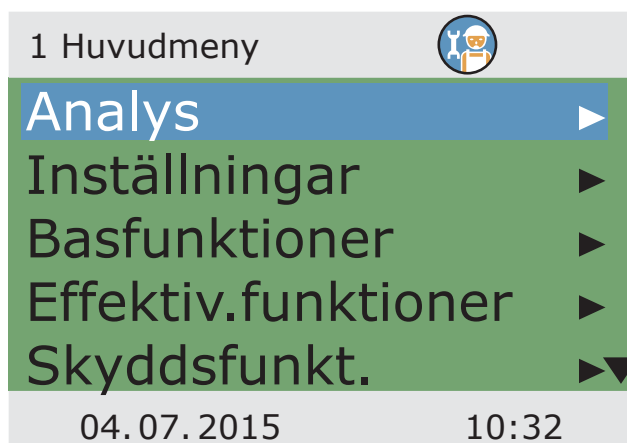 1 Huvudmeny
Analys
Inställningar
Basfunktioner
Effektiv.funktioner
Skyddsfunkt.
04.07.2015 10:32